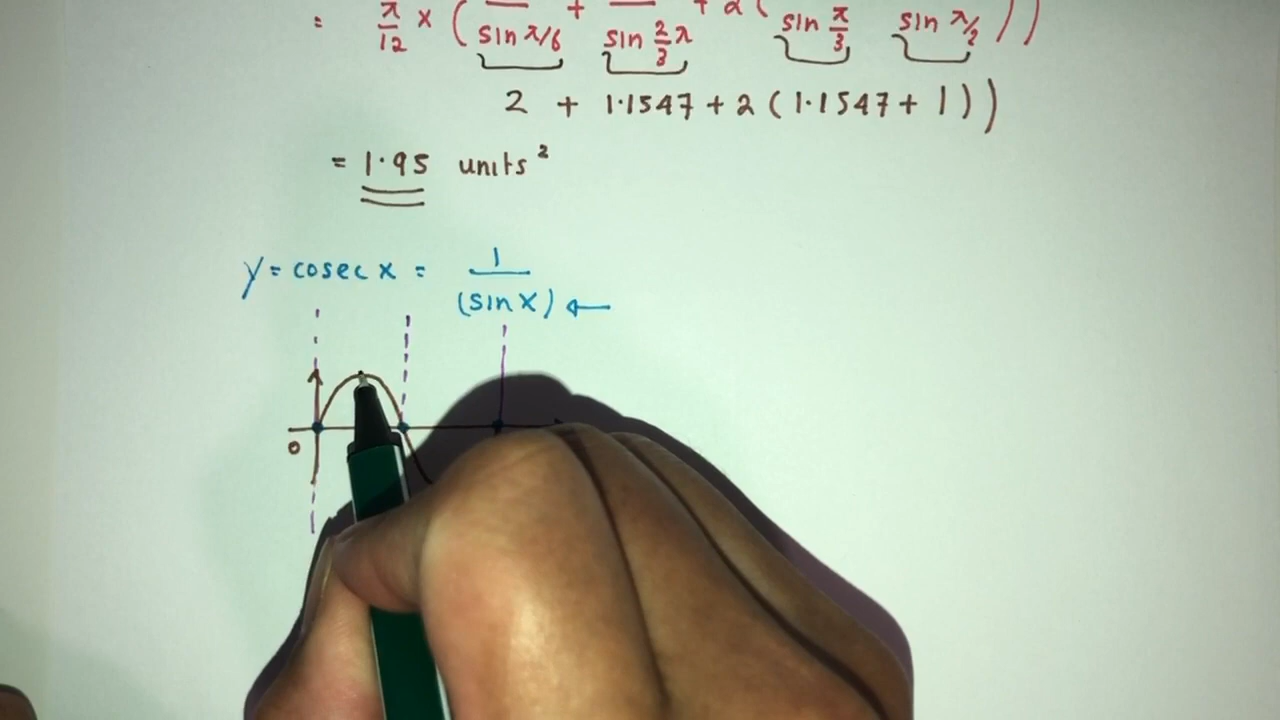 = π/12 × ( sin π/6 + sin 2/3 π + 2 ( sin π/3 sin π/2 ) )
2 + 1.1547 + 2 ( 1.1547 + 1 ) )
= 1.95 units²
y = cosec x = 1/(sin x) ←
0